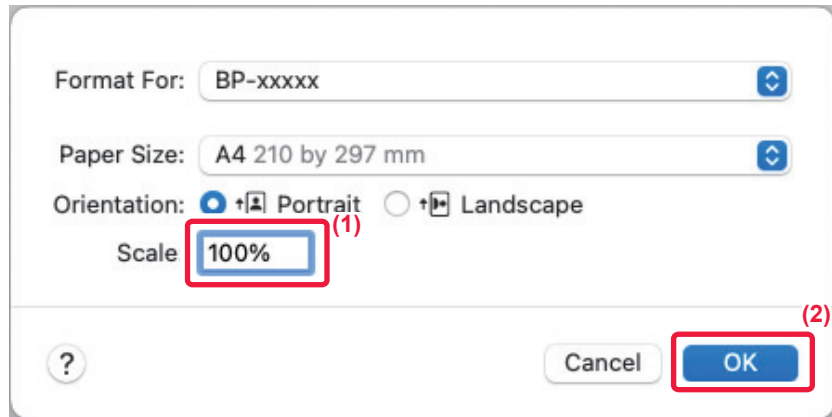 Format For: BP-xxxxx
Paper Size: A4 210 by 297 mm
Orientation: Portrait Landscape
(1)
Scale 100%
(2)
? Cancel OK